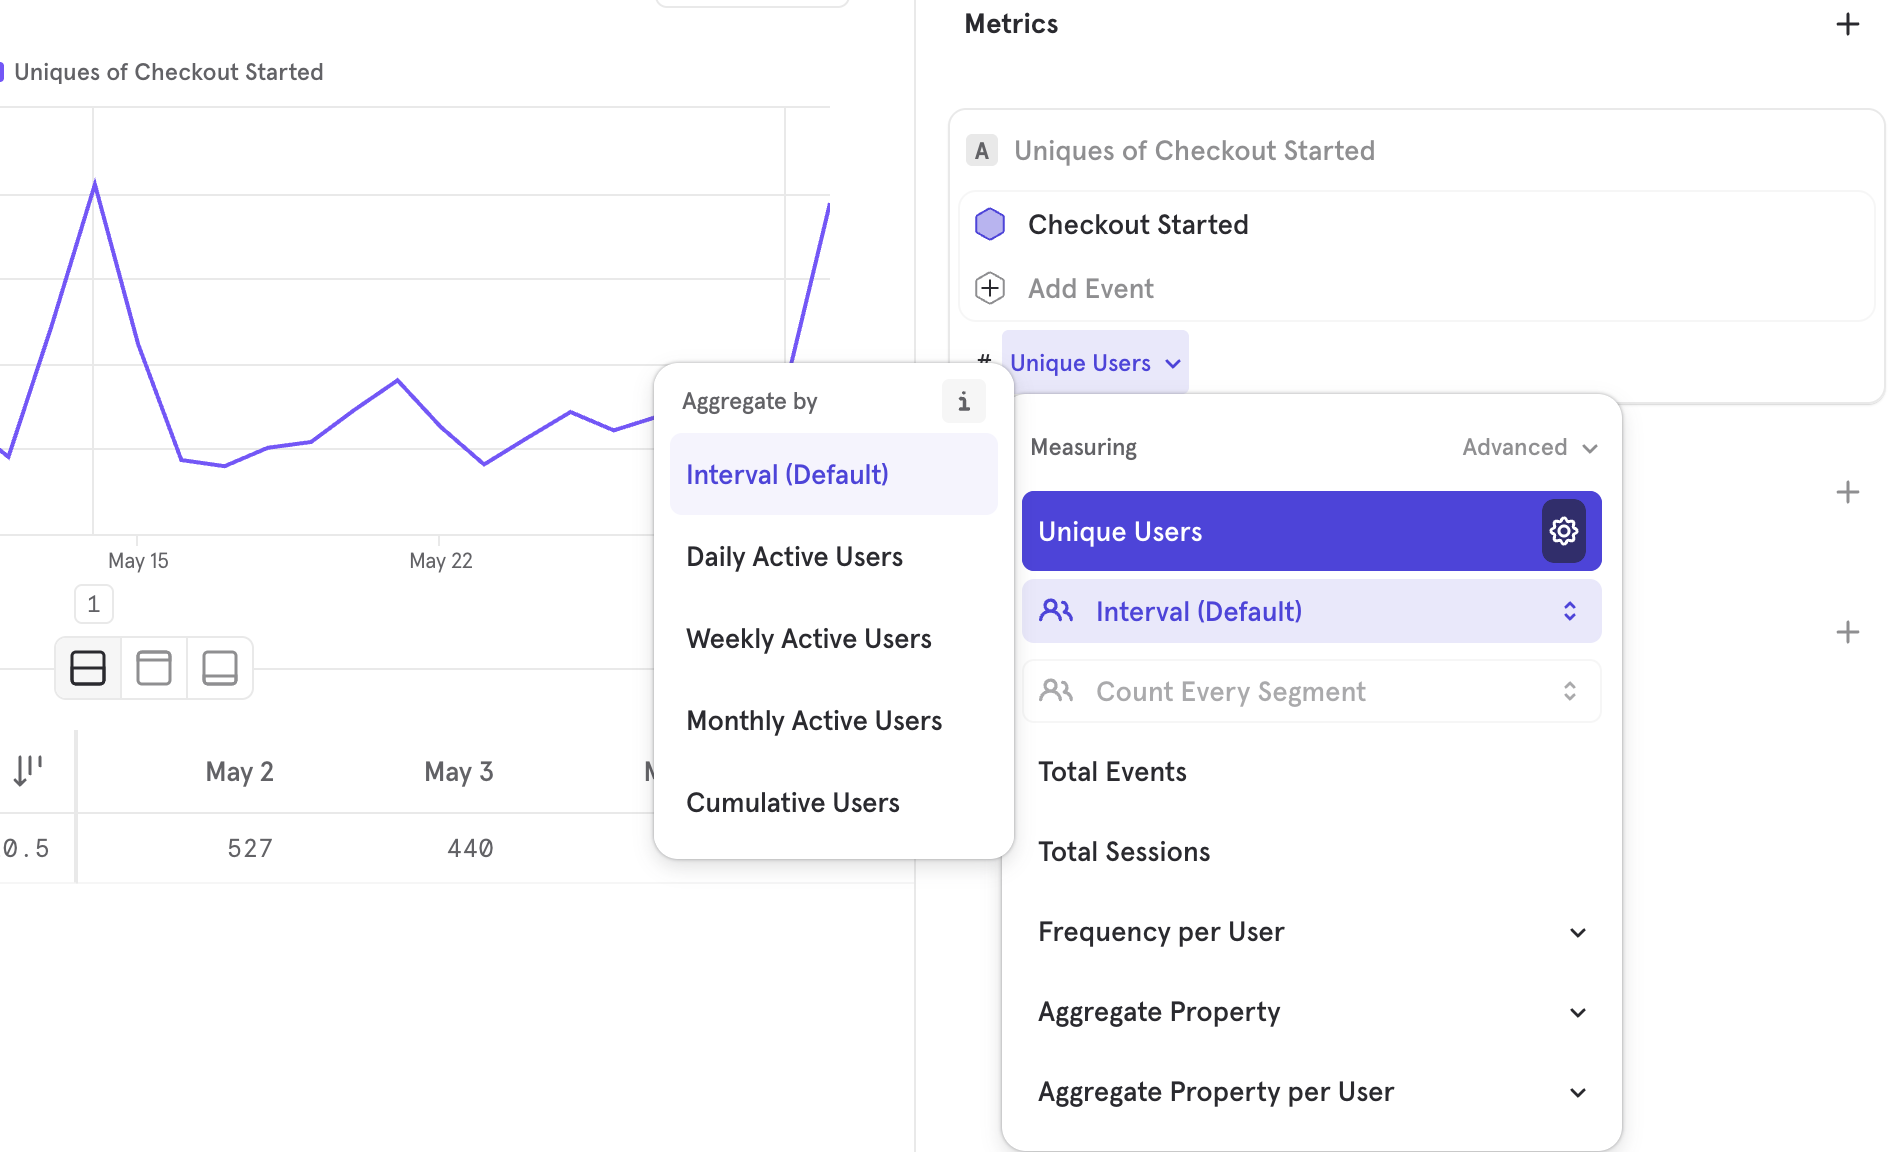 Metrics
Uniques of Checkout Started
A Uniques of Checkout Started
Checkout Started
Add Event
# Unique Users
Aggregate by i
Interval (Default)
Daily Active Users
Weekly Active Users
Monthly Active Users
Cumulative Users
Measuring Advanced
Unique Users
Interval (Default)
Count Every Segment
Total Events
Total Sessions
Frequency per User
Aggregate Property
Aggregate Property per User
May 15 May 22
1
May 2 May 3
0.5 527 440